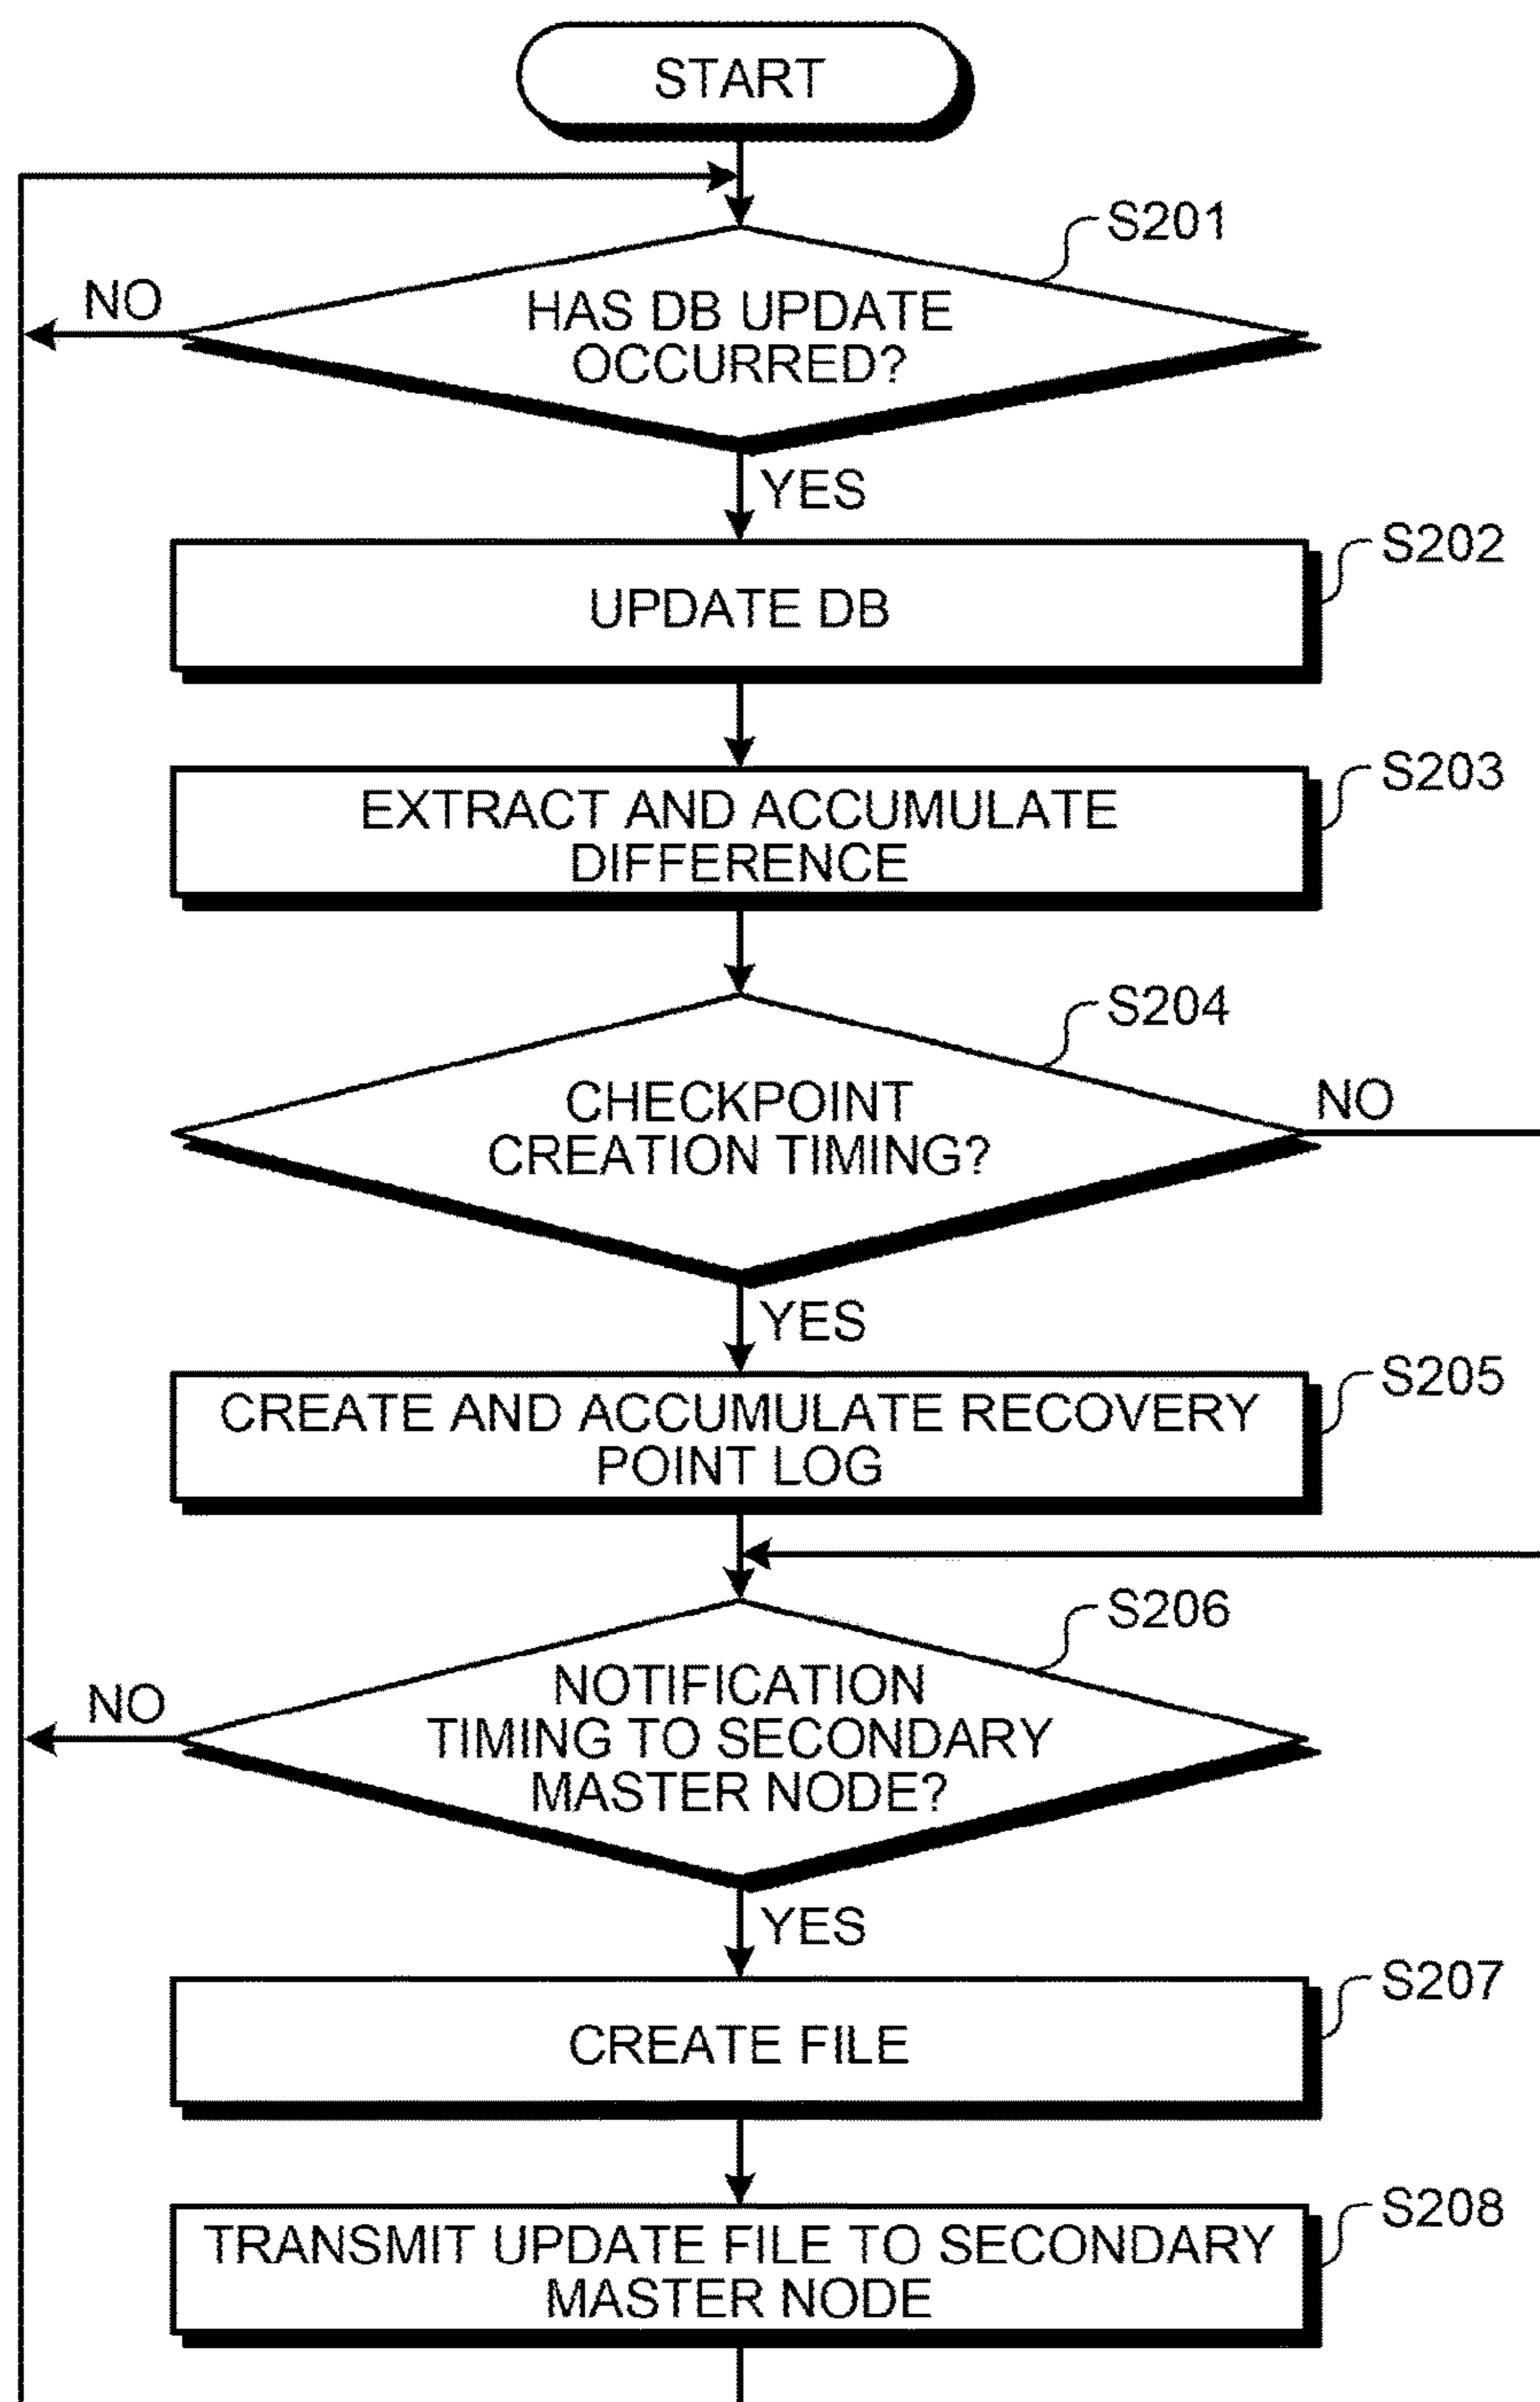 START
S201
NO
HAS DB UPDATE
OCCURRED?
YES
S202
UPDATE DB
S203
EXTRACT AND ACCUMULATE
DIFFERENCE
S204
CHECKPOINT
CREATION TIMING?
NO
YES
S205
CREATE AND ACCUMULATE RECOVERY
POINT LOG
S206
NOTIFICATION
TIMING TO SECONDARY
MASTER NODE?
NO
YES
S207
CREATE FILE
S208
TRANSMIT UPDATE FILE TO SECONDARY
MASTER NODE